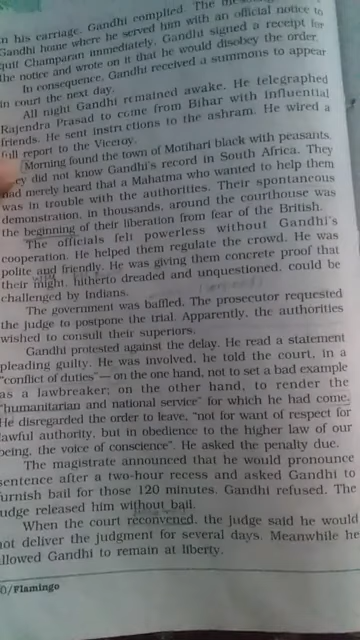 n his carriage. Gandhi complied. The
Gandhi home where he served him with an official notice to
quit Champaran immediately. Gandhi signed a receipt for
the notice and wrote on it that he would disobey the order.
In consequence, Gandhi received a summons to appear
in court the next day.
All night Gandhi remained awake. He telegraphed
Rajendra Prasad to come from Bihar with influential
friends. He sent instructions to the ashram. He wired a
full report to the Viceroy.
Morning found the town of Motihari black with peasants.
ey did not know Gandhi's record in South Africa. They
had merely heard that a Mahatma who wanted to help them
was in trouble with the authorities. Their spontaneous
demonstration, in thousands, around the courthouse was
the beginning of their liberation from fear of the British.
The officials felt powerless without Gandhi's
cooperation. He helped them regulate the crowd. He was
polite and friendly. He was giving them concrete proof that
their might, hitherto dreaded and unquestioned, could be
challenged by Indians.
The government was baffled. The prosecutor requested
the judge to postpone the trial. Apparently, the authorities
wished to consult their superiors.
Gandhi protested against the delay. He read a statement
pleading guilty. He was involved, he told the court, in a
"conflict of duties"— on the one hand, not to set a bad example
as a lawbreaker; on the other hand, to render the
"humanitarian and national service" for which he had come.
He disregarded the order to leave, "not for want of respect for
lawful authority, but in obedience to the higher law of our
being, the voice of conscience". He asked the penalty due.
The magistrate announced that he would pronounce
sentence after a two-hour recess and asked Gandhi to
furnish bail for those 120 minutes. Gandhi refused. The
judge released him without bail.
When the court reconvened, the judge said he would
not deliver the judgment for several days. Meanwhile he
allowed Gandhi to remain at liberty.
0/Flamingo